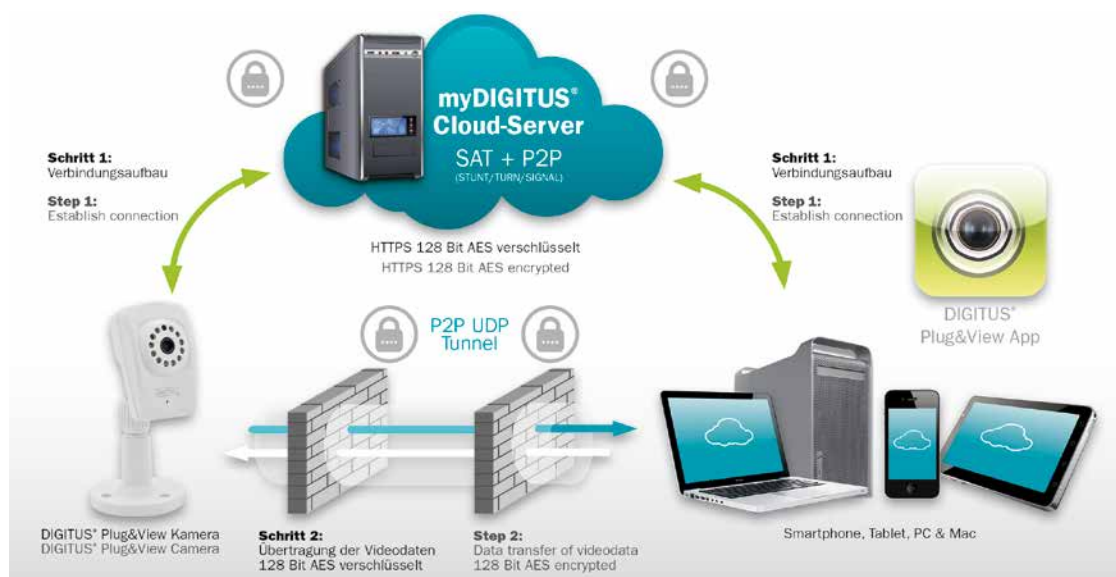 myDIGITUS®
Cloud-Server
SAT + P2P
(STUNT/TURN/SIGNAL)
Schritt 1:
Verbindungsaufbau
Step 1:
Establish connection
Schritt 1:
Verbindungsaufbau
Step 1:
Establish connection
HTTPS 128 Bit AES verschlüsselt
HTTPS 128 Bit AES encrypted
DIGITUS®
Plug&View App
P2P UDP
Tunnel
DIGITUS® Plug&View Kamera
DIGITUS® Plug&View Camera
Schritt 2:
Übertragung der Videodaten
128 Bit AES verschlüsselt
Step 2:
Data transfer of videodata
128 Bit AES encrypted
Smartphone, Tablet, PC & Mac